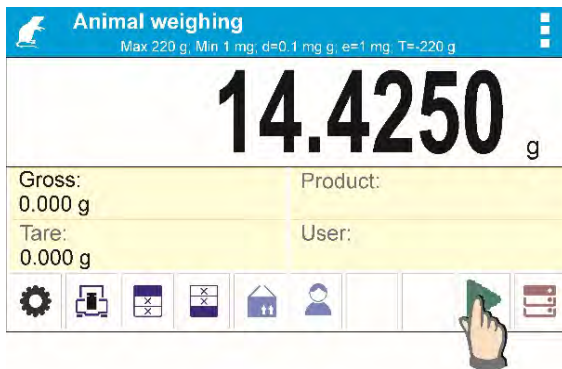 Animal weighing
Max 220 g; Min 1 mg; d=0.1 mg g; e=1 mg; T=-220 g
14.4250 g
Gross: Product:
0.000 g
Tare: User:
0.000 g